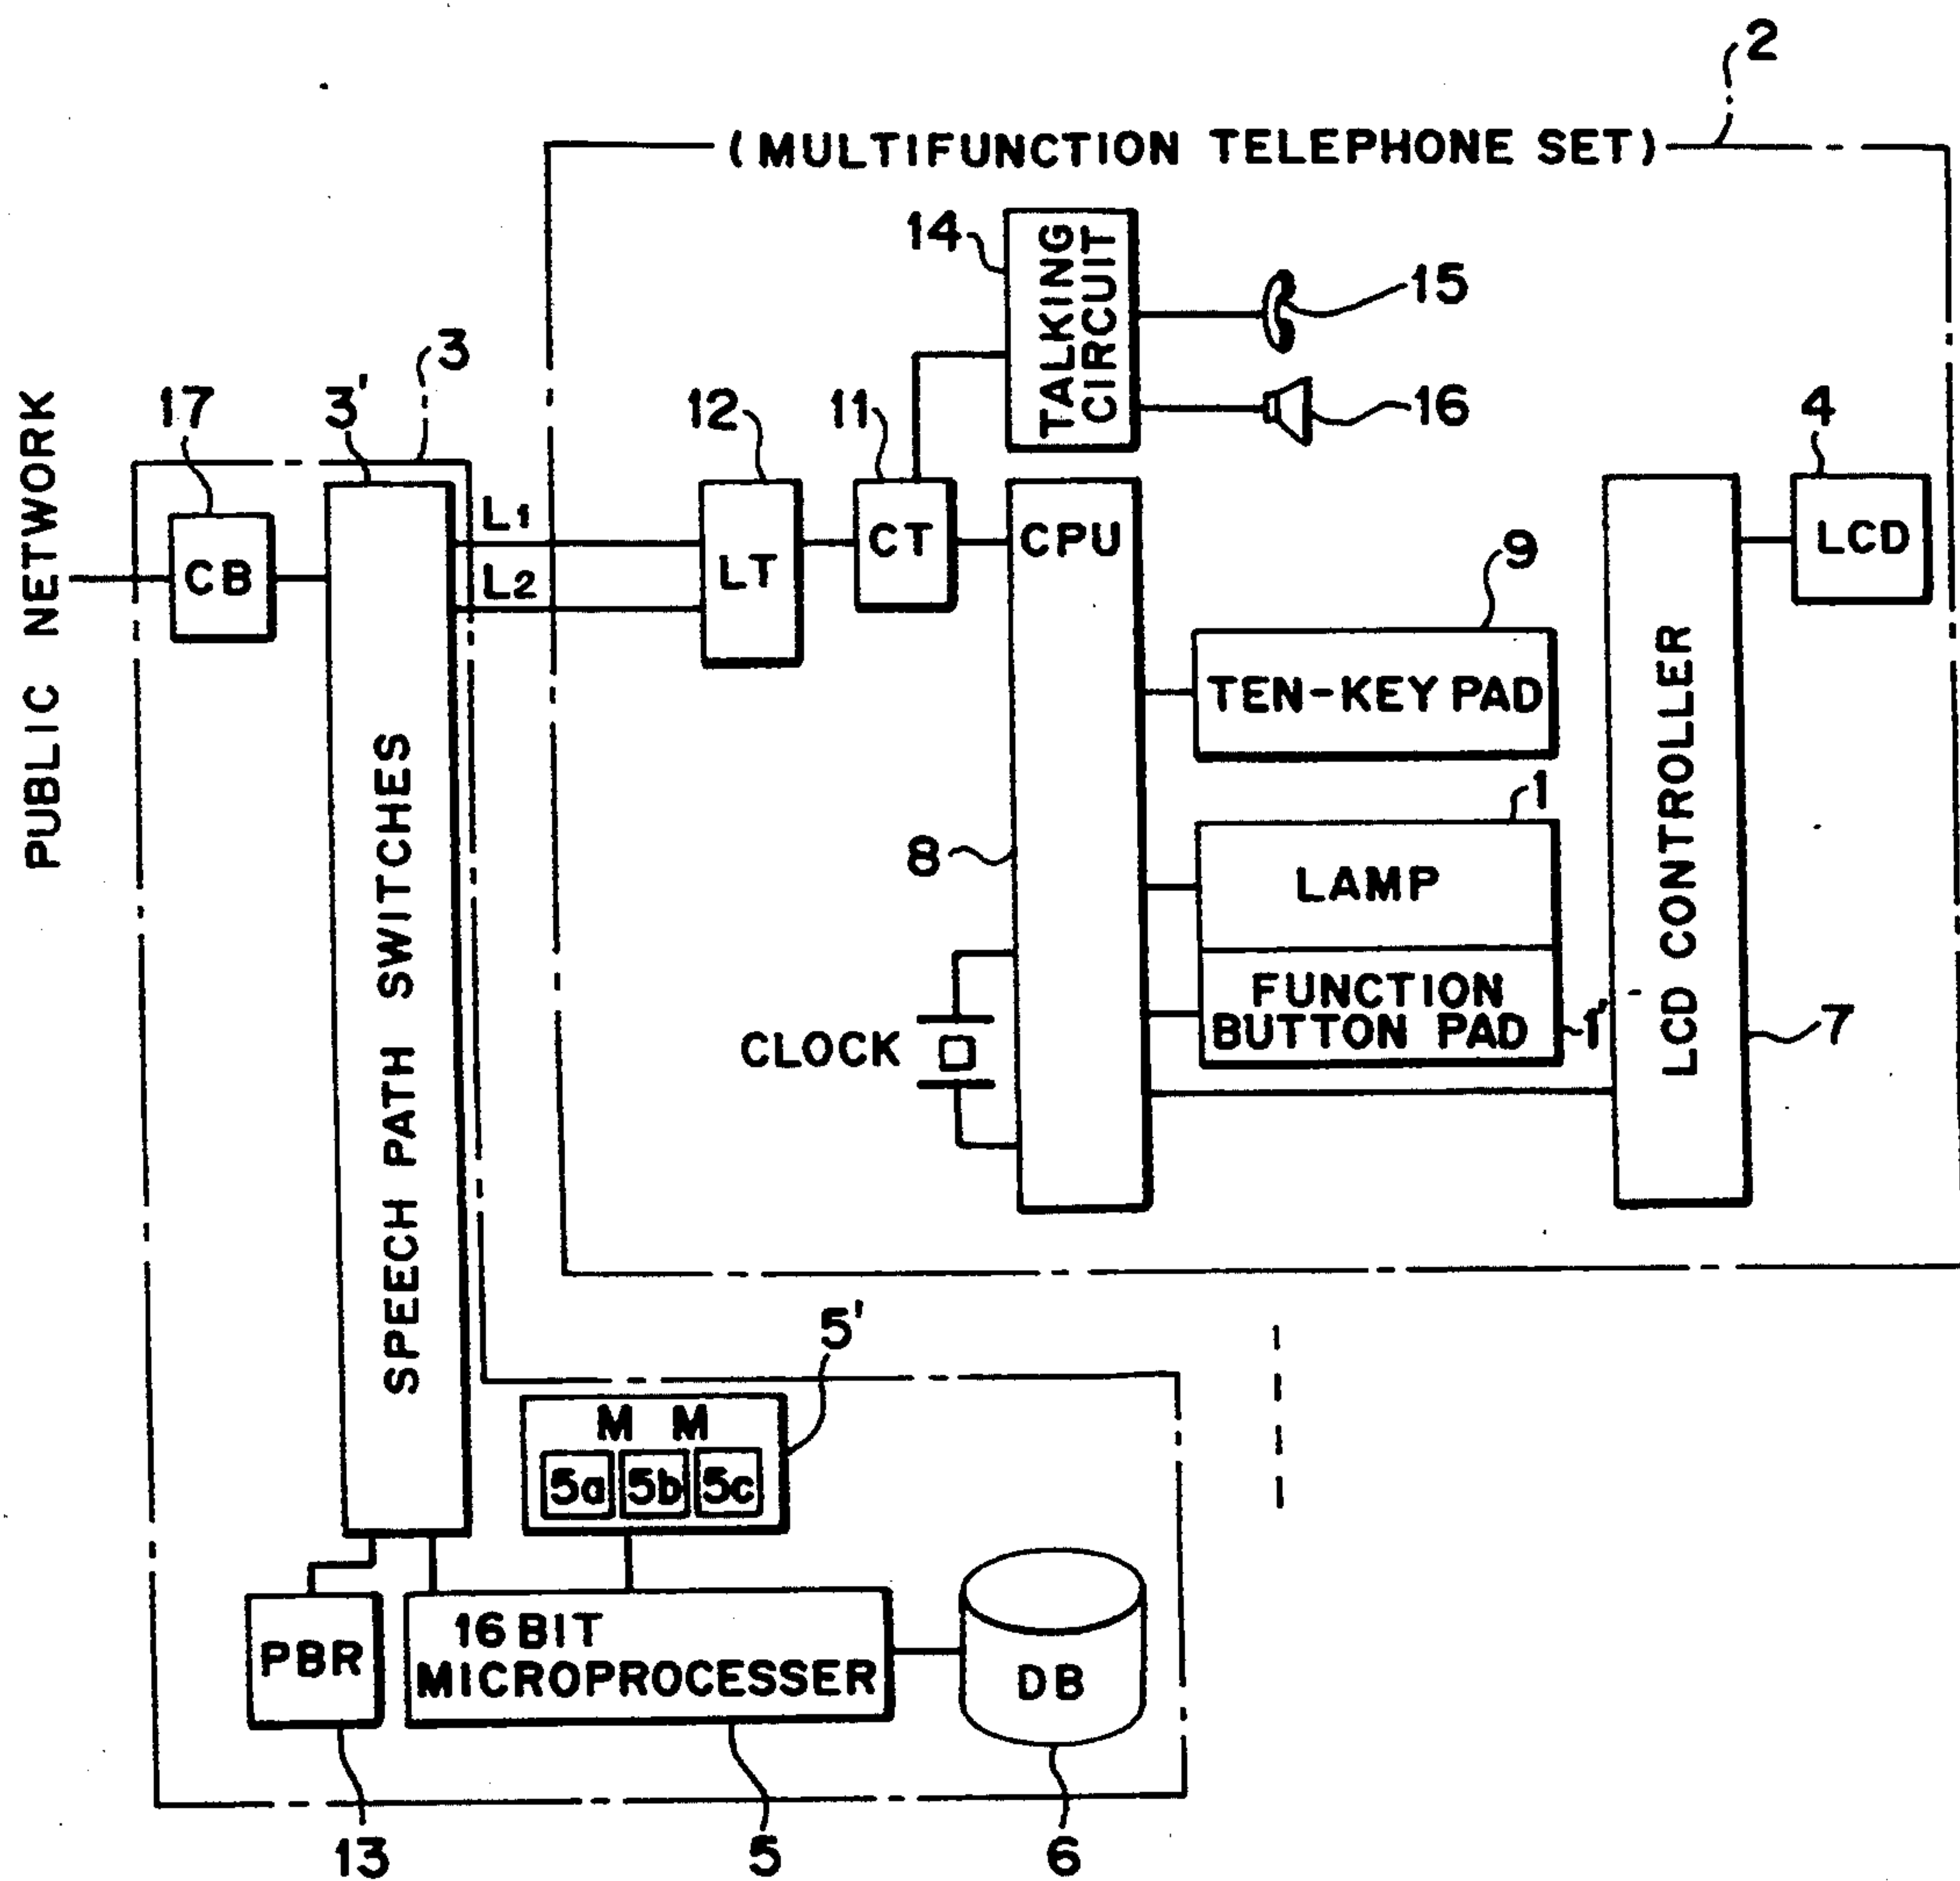 2
(MULTIFUNCTION TELEPHONE SET)
14
TALKING
CIRCUIT
15
16
3
3'
17
12
11
4
PUBLIC NETWORK
CB
L1
L2
LT
CT
CPU
LCD
9
TEN-KEY PAD
1
LAMP
8
FUNCTION
BUTTON PAD
1'
CLOCK
LCD CONTROLLER
7
SPEECH PATH SWITCHES
5'
M M
5a 5b 5c
PBR
16 BIT
MICROPROCESSER
DB
13
5
6